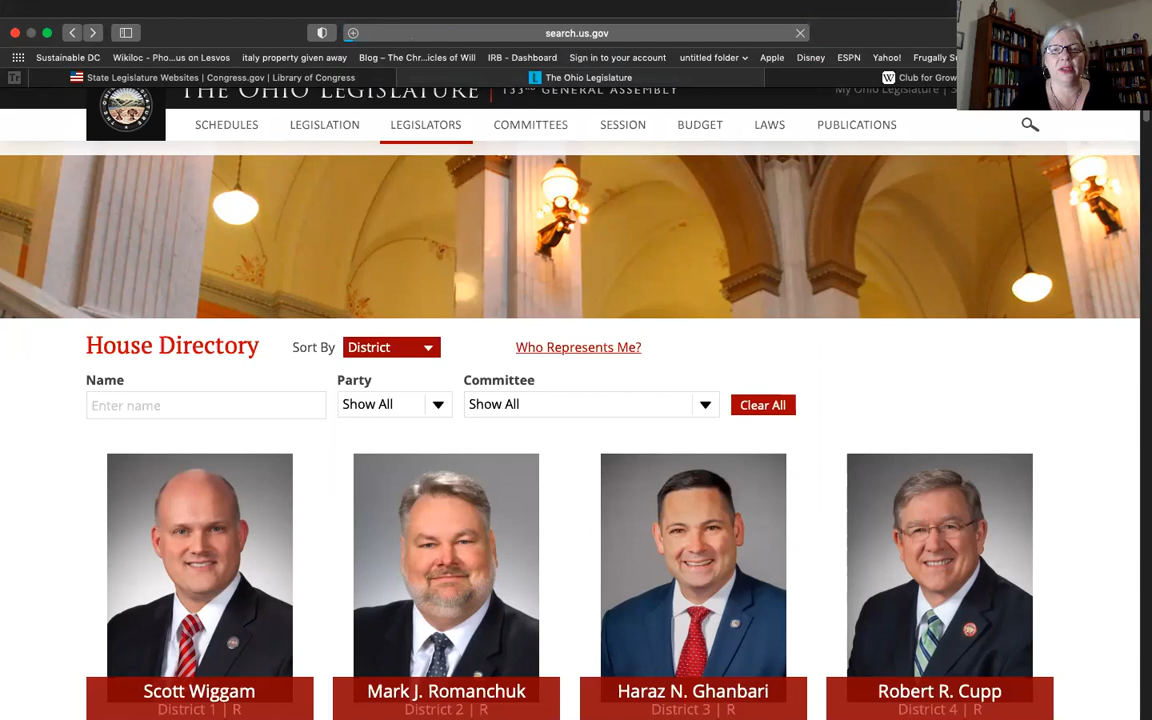 search.us.gov
Sustainable DC Wikiloc - Pho...us on Lesvos italy property given away Blog – The Chr...icles of Will IRB - Dashboard Sign in to your account untitled folder Apple Disney ESPN Yahoo! Frugally S
Tr State Legislature Websites | Congress.gov | Library of Congress L The Ohio Legislature W Club for Grow
THE OHIO LEGISLATURE | 133RD GENERAL ASSEMBLY My Ohio Legislature |
SCHEDULES LEGISLATION LEGISLATORS COMMITTEES SESSION BUDGET LAWS PUBLICATIONS
House Directory Sort By District Who Represents Me?
Name Party Committee
Enter name Show All Show All Clear All
Scott Wiggam Mark J. Romanchuk Haraz N. Ghanbari Robert R. Cupp
District 1 | R District 2 | R District 3 | R District 4 | R